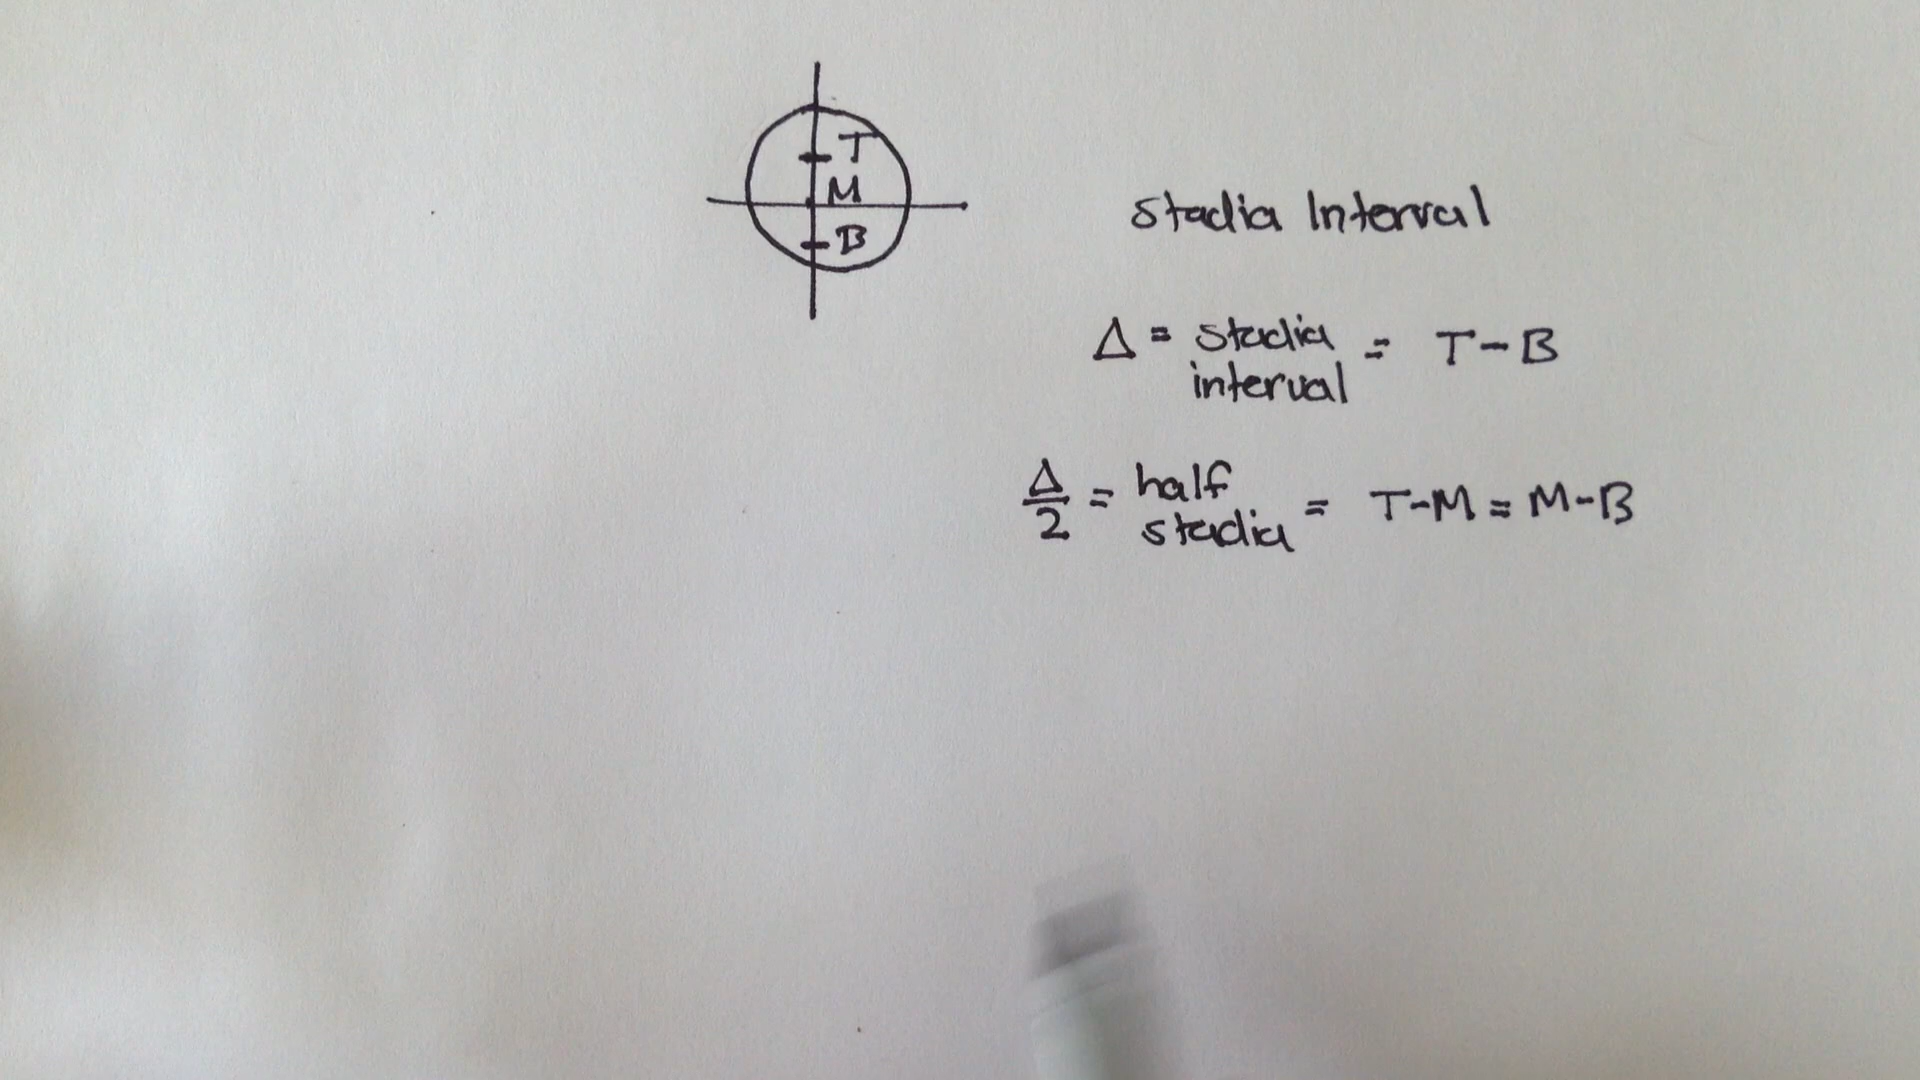 T
M
B
Stadia Interval
Δ = stadia interval = T-B
Δ/2 = half stadia = T-M = M-B